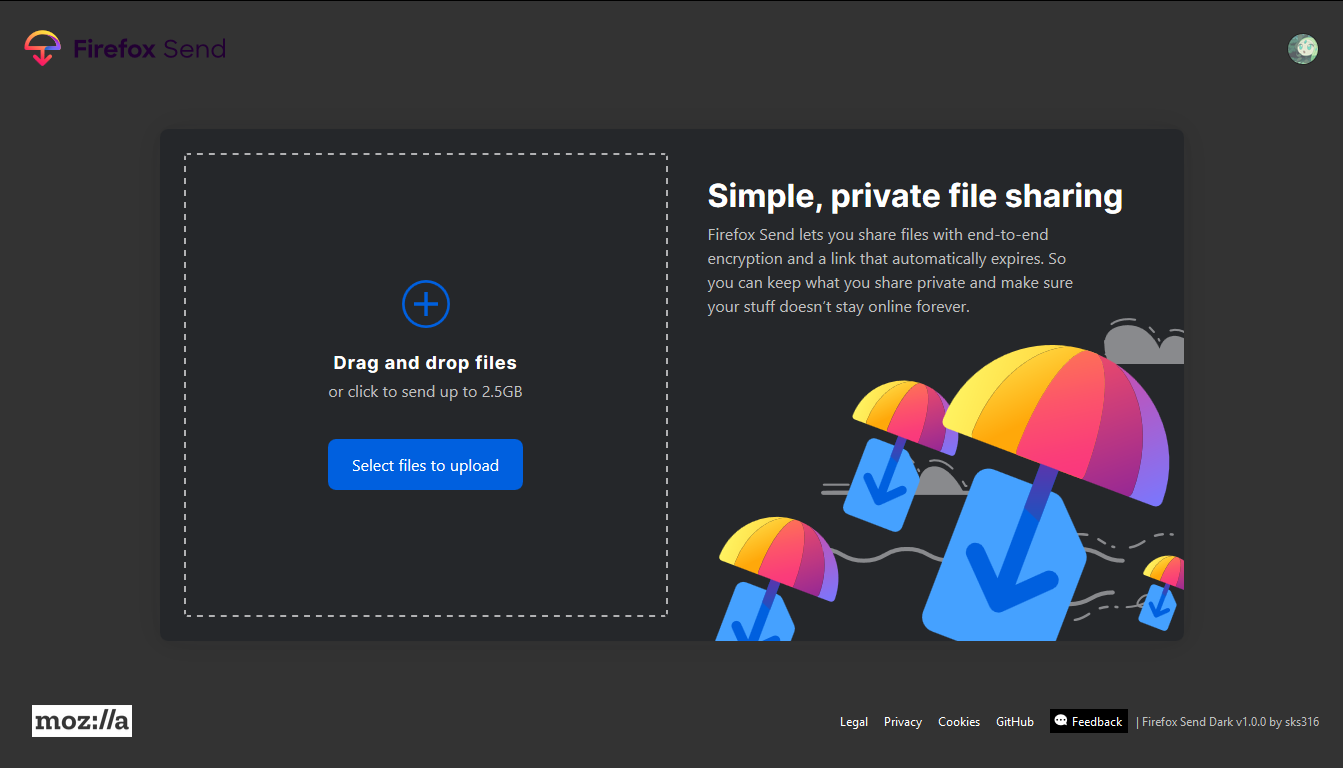 Firefox Send
Simple, private file sharing
Firefox Send lets you share files with end-to-end
encryption and a link that automatically expires. So
you can keep what you share private and make sure
your stuff doesn’t stay online forever.
Drag and drop files
or click to send up to 2.5GB
Select files to upload
moz://a
Legal Privacy Cookies GitHub Feedback | Firefox Send Dark v1.0.0 by sks316